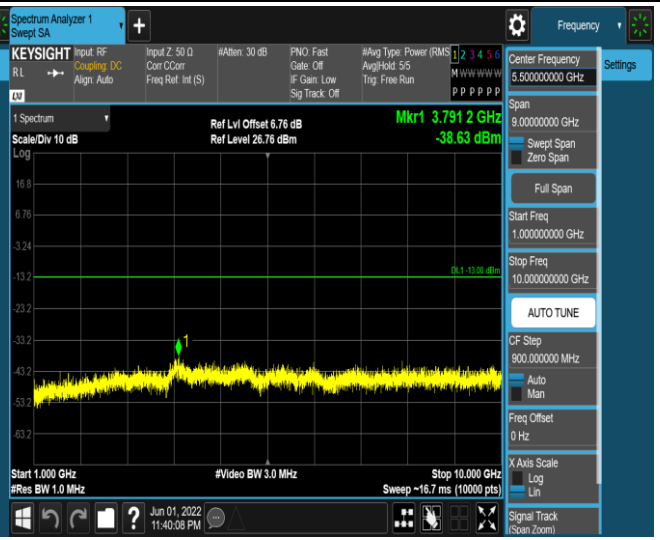 Spectrum Analyzer 1
Swept SA
Frequency
KEYSIGHT
RL
LXI
Input: RF
Coupling: DC
Align: Auto
Input Z: 50 Ω
Corr CCorr
Freq Ref: Int (S)
#Atten: 30 dB
PNO: Fast
Gate: Off
IF Gain: Low
Sig Track: Off
#Avg Type: Power (RMS
Avg|Hold: 5/5
Trig: Free Run
1 2 3 4 5 6
M W W W W W
P P P P P P
1 Spectrum
Scale/Div 10 dB
Ref Lvl Offset 6.76 dB
Ref Level 26.76 dBm
Mkr1 3.791 2 GHz
-38.63 dBm
Log
16.8
6.76
-3.24
-13.2
DL1 -13.00 dBm
-23.2
-33.2
1
-43.2
-53.2
-63.2
Start 1.000 GHz
#Res BW 1.0 MHz
#Video BW 3.0 MHz
Stop 10.000 GHz
Sweep ~16.7 ms (10000 pts)
?
Jun 01, 2022
11:40:08 PM
Center Frequency
5.500000000 GHz
Settings
Span
9.00000000 GHz
Swept Span
Zero Span
Full Span
Start Freq
1.000000000 GHz
Stop Freq
10.000000000 GHz
AUTO TUNE
CF Step
900.000000 MHz
Auto
Man
Freq Offset
0 Hz
X Axis Scale
Log
Lin
Signal Track
(Span Zoom)